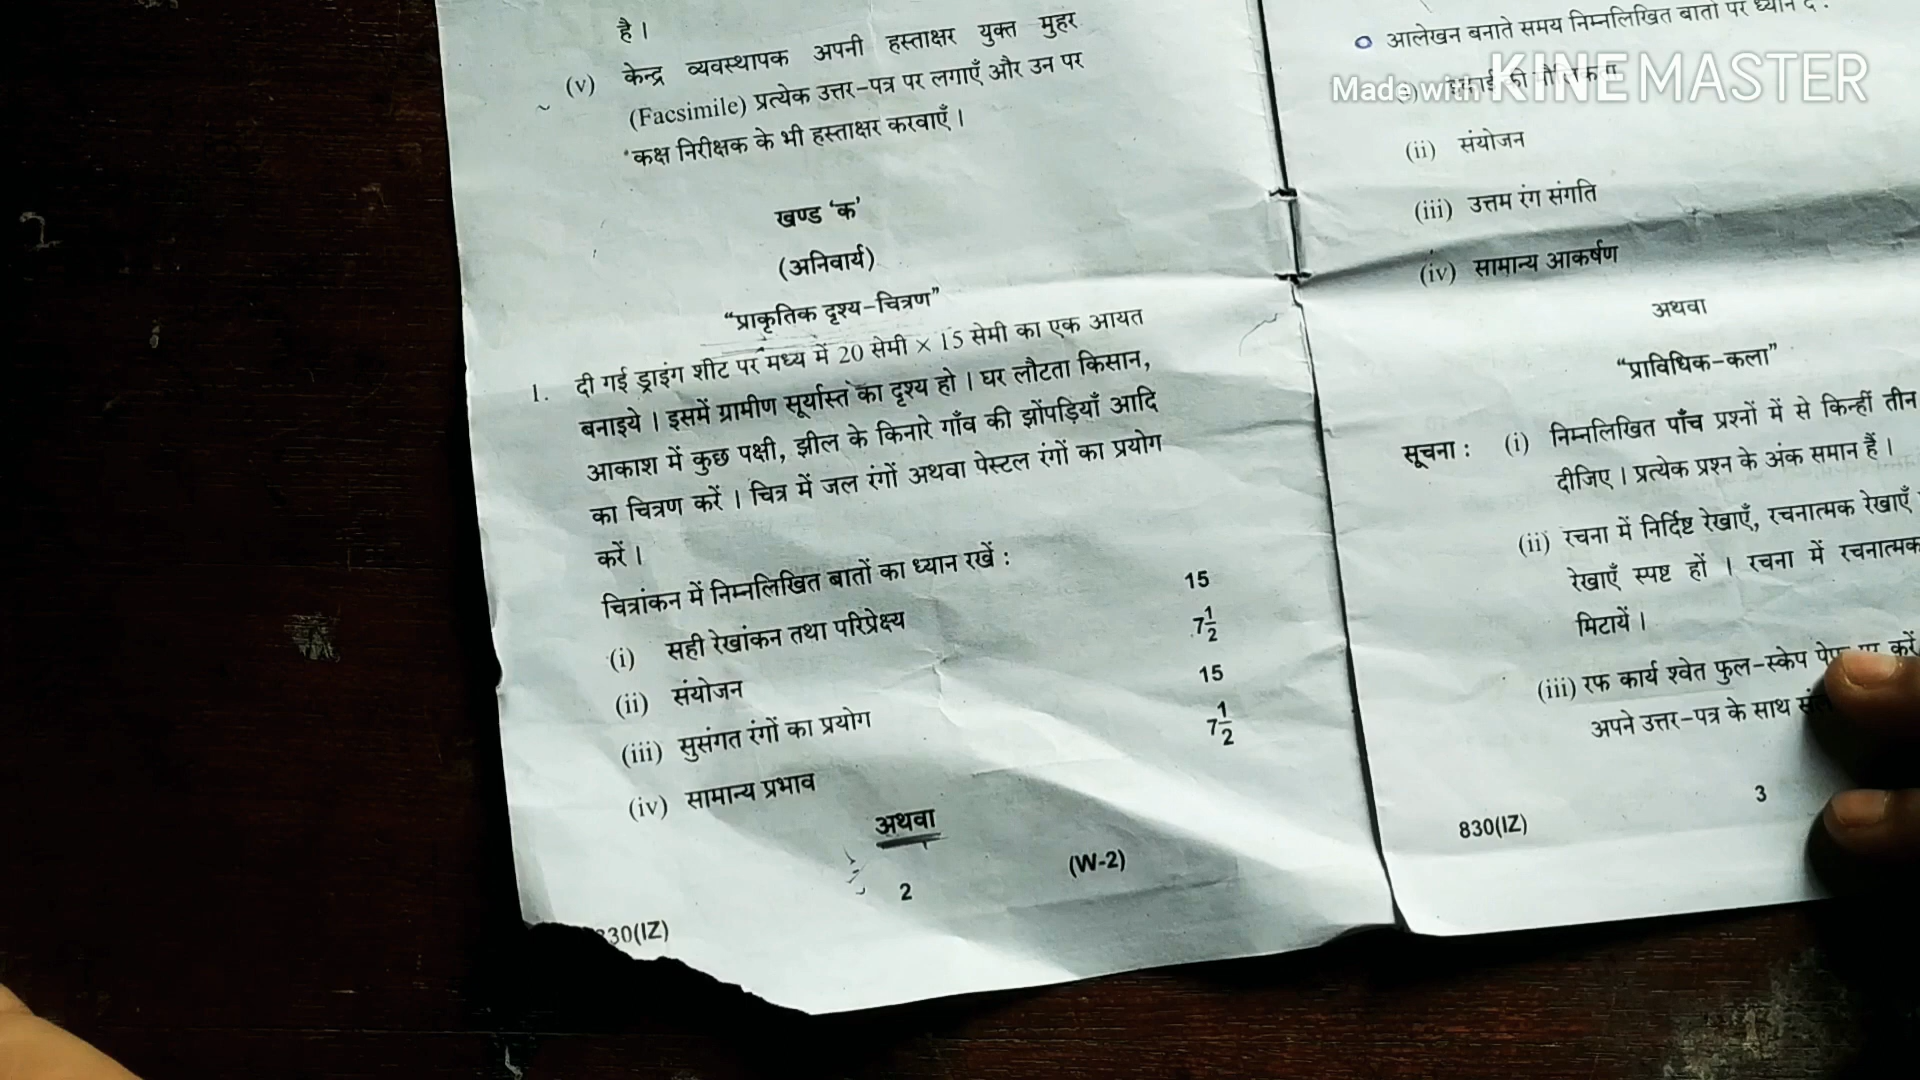 है ।
(v) केन्द्र व्यवस्थापक अपनी हस्ताक्षर युक्त मुहर
(Facsimile) प्रत्येक उत्तर-पत्र पर लगाएँ और उन पर
कक्ष निरीक्षक के भी हस्ताक्षर करवाएँ ।
खण्ड ‘क’
(अनिवार्य)
“प्राकृतिक दृश्य-चित्रण”
1. दी गई ड्राइंग शीट पर मध्य में 20 सेमी × 15 सेमी का एक आयत
बनाइये । इसमें ग्रामीण सूर्यास्त का दृश्य हो । घर लौटता किसान,
आकाश में कुछ पक्षी, झील के किनारे गाँव की झोंपड़ियाँ आदि
का चित्रण करें । चित्र में जल रंगों अथवा पेस्टल रंगों का प्रयोग
करें ।
चित्रांकन में निम्नलिखित बातों का ध्यान रखें :
(i) सही रेखांकन तथा परिप्रेक्ष्य 15
(ii) संयोजन 7 1/2
(iii) सुसंगत रंगों का प्रयोग 15
(iv) सामान्य प्रभाव 7 1/2
अथवा
830(IZ) 2 (W-2)
आलेखन बनाते समय निम्नलिखित बातों पर ध्यान दें :
Made with KINEMASTER
(ii) संयोजन
(iii) उत्तम रंग संगति
(iv) सामान्य आकर्षण
अथवा
“प्राविधिक-कला”
सूचना : (i) निम्नलिखित पाँच प्रश्नों में से किन्हीं तीन
दीजिए । प्रत्येक प्रश्न के अंक समान हैं ।
(ii) रचना में निर्दिष्ट रेखाएँ, रचनात्मक रेखाएँ
रेखाएँ स्पष्ट हों । रचना में रचनात्मक
मिटायें ।
(iii) रफ कार्य श्वेत फुल-स्केप पर करें
अपने उत्तर-पत्र के साथ
830(IZ) 3